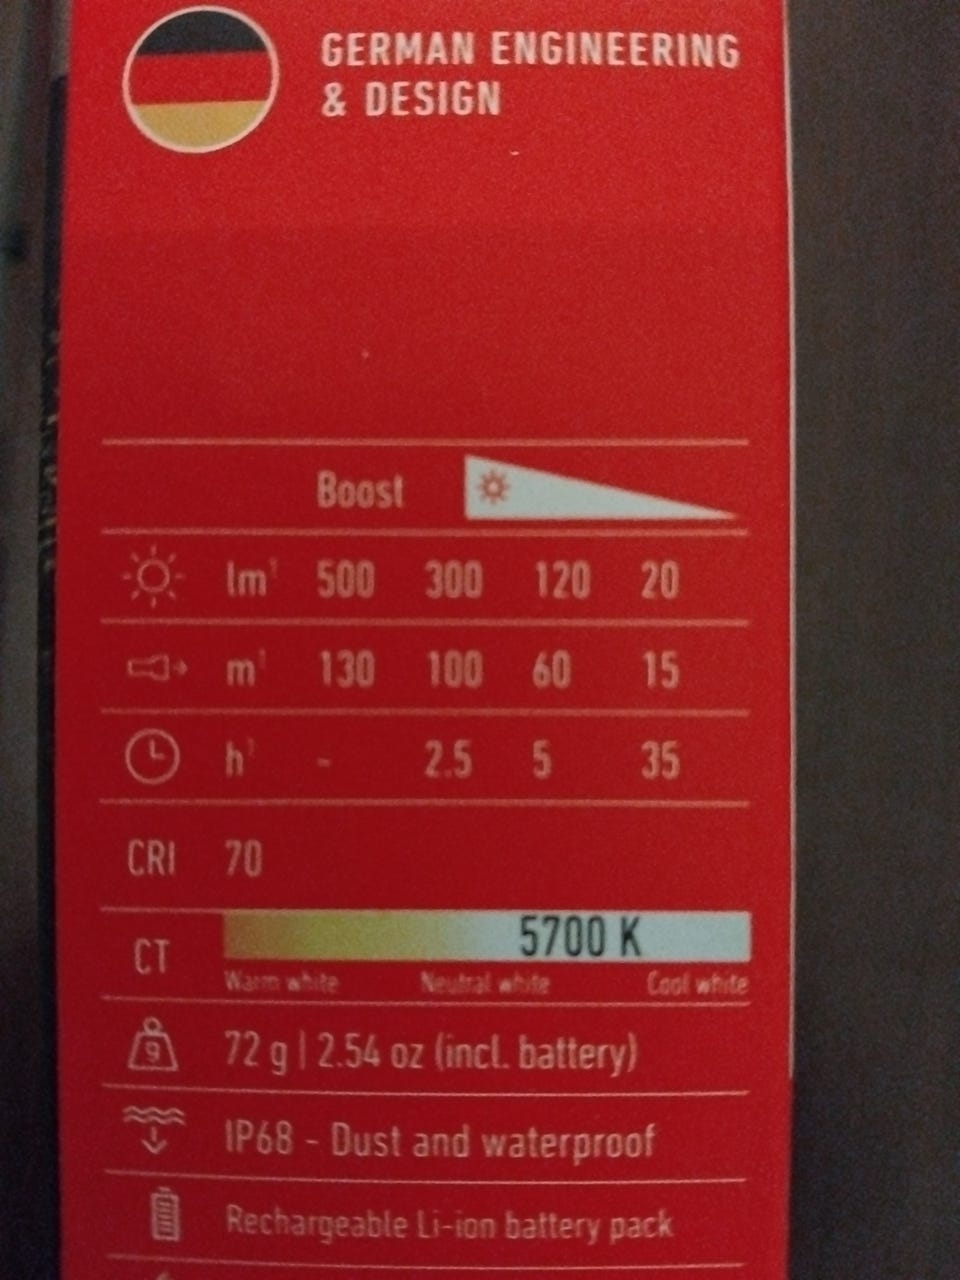 GERMAN ENGINEERING
& DESIGN
Boost
lm¹ 500 300 120 20
m¹ 130 100 60 15
h¹ - 2.5 5 35
CRI 70
CT 5700 K
Warm white Neutral white Cool white
g 72 g | 2.54 oz (incl. battery)
IP68 - Dust and waterproof
Rechargeable Li-ion battery pack